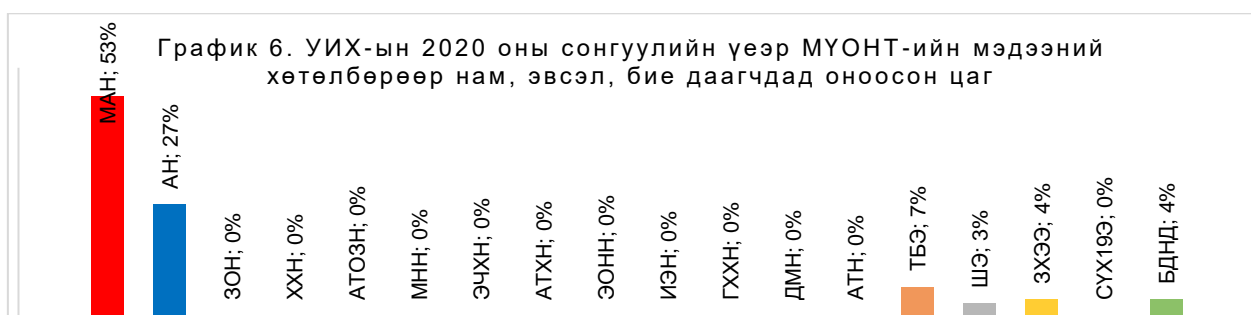 График 6. УИХ-ын 2020 оны сонгуулийн үеэр МҮОНТ-ийн мэдээний
хөтөлбөрөөр нам, эвсэл, бие даагчдад оноосон цаг
МАН; 53%
АН; 27%
ЗОН; 0%
ХХН; 0%
АТОЗН; 0%
МНН; 0%
ЭЧХН; 0%
АТХН; 0%
ЭОНН; 0%
ИЭН; 0%
ГХХН; 0%
ДМН; 0%
АТН; 0%
ТБЭ; 7%
ШЭ; 3%
ЗХЭЭ; 4%
СҮХ19Э; 0%
БДНД; 4%